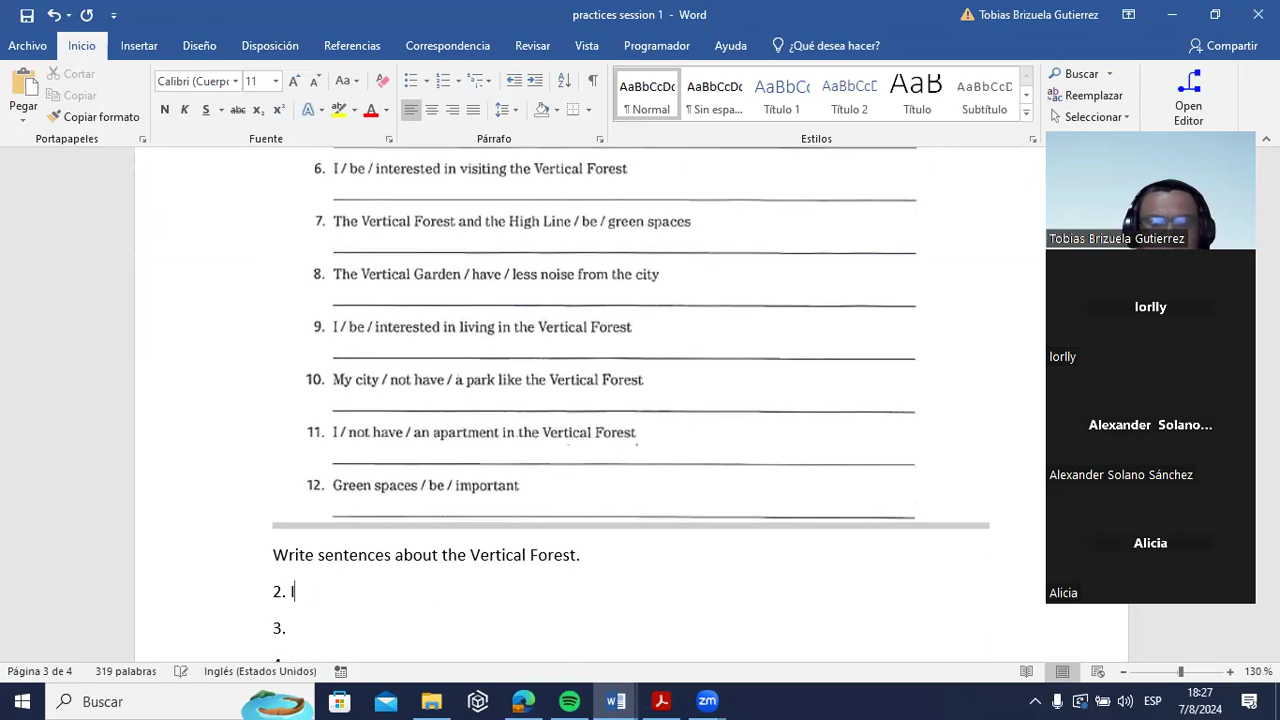 practices session 1 - Word
Tobias Brizuela Gutierrez
Archivo Inicio Insertar Diseño Disposición Referencias Correspondencia Revisar Vista Programador Ayuda ¿Qué desea hacer? Compartir
Pegar
Cortar
Copiar
Copiar formato
Portapapeles
Calibri (Cuerpo 11
Fuente
Párrafo
AaBbCcDc AaBbCcDc AaBbCc AaBbCcD AaB AaBbCcD
¶ Normal ¶ Sin espa... Título 1 Título 2 Título Subtítulo
Estilos
Buscar
Reemplazar
Seleccionar
Open Editor
6. I / be / interested in visiting the Vertical Forest
7. The Vertical Forest and the High Line / be / green spaces
8. The Vertical Garden / have / less noise from the city
9. I / be / interested in living in the Vertical Forest
10. My city / not have / a park like the Vertical Forest
11. I / not have / an apartment in the Vertical Forest
12. Green spaces / be / important
Write sentences about the Vertical Forest.
2. I
3.
Tobias Brizuela Gutierrez
lorlly
lorlly
Alexander Solano...
Alexander Solano Sánchez
Alicia
Alicia
Página 3 de 4 319 palabras Inglés (Estados Unidos) 130 %
Buscar
ESP
18:27
7/8/2024